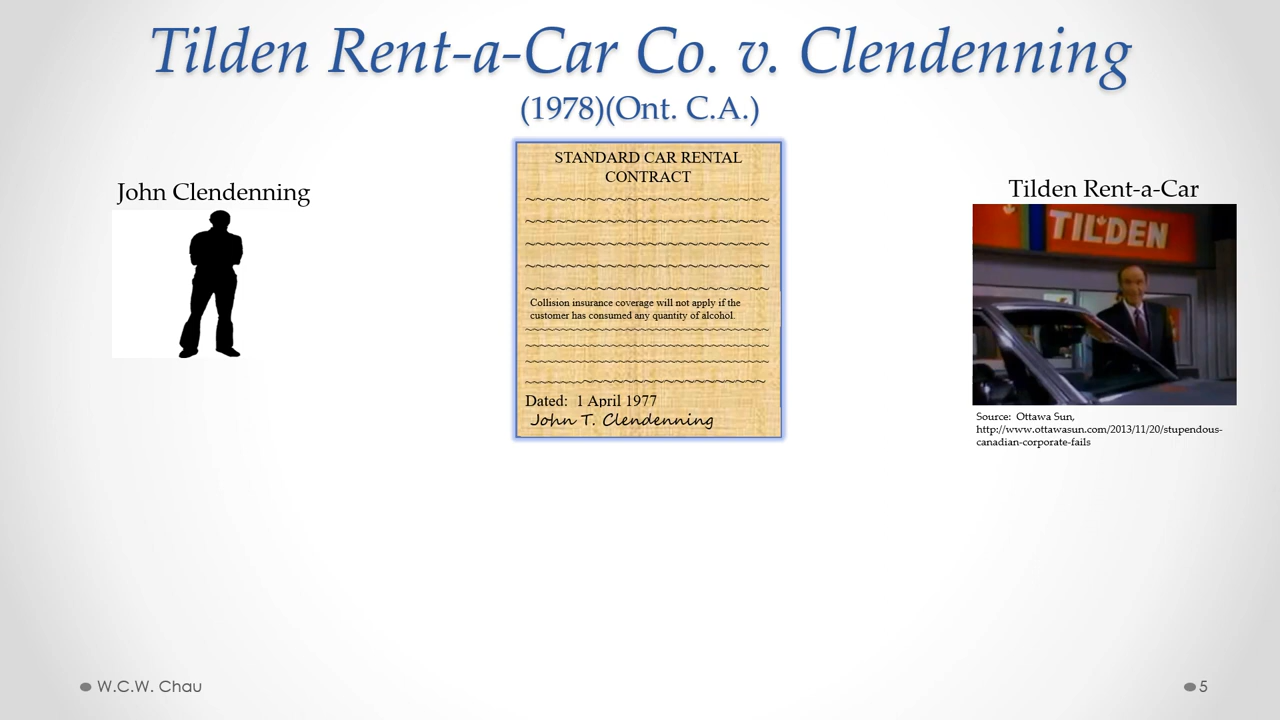 Tilden Rent-a-Car Co. v. Clendenning
(1978)(Ont. C.A.)
John Clendenning
STANDARD CAR RENTAL
CONTRACT
Collision insurance coverage will not apply if the
customer has consumed any quantity of alcohol.
Dated: 1 April 1977
John T. Clendenning
Tilden Rent-a-Car
TILDEN
Source: Ottawa Sun,
http://www.ottawasun.com/2013/11/20/stupendous-
canadian-corporate-fails
W.C.W. Chau
5